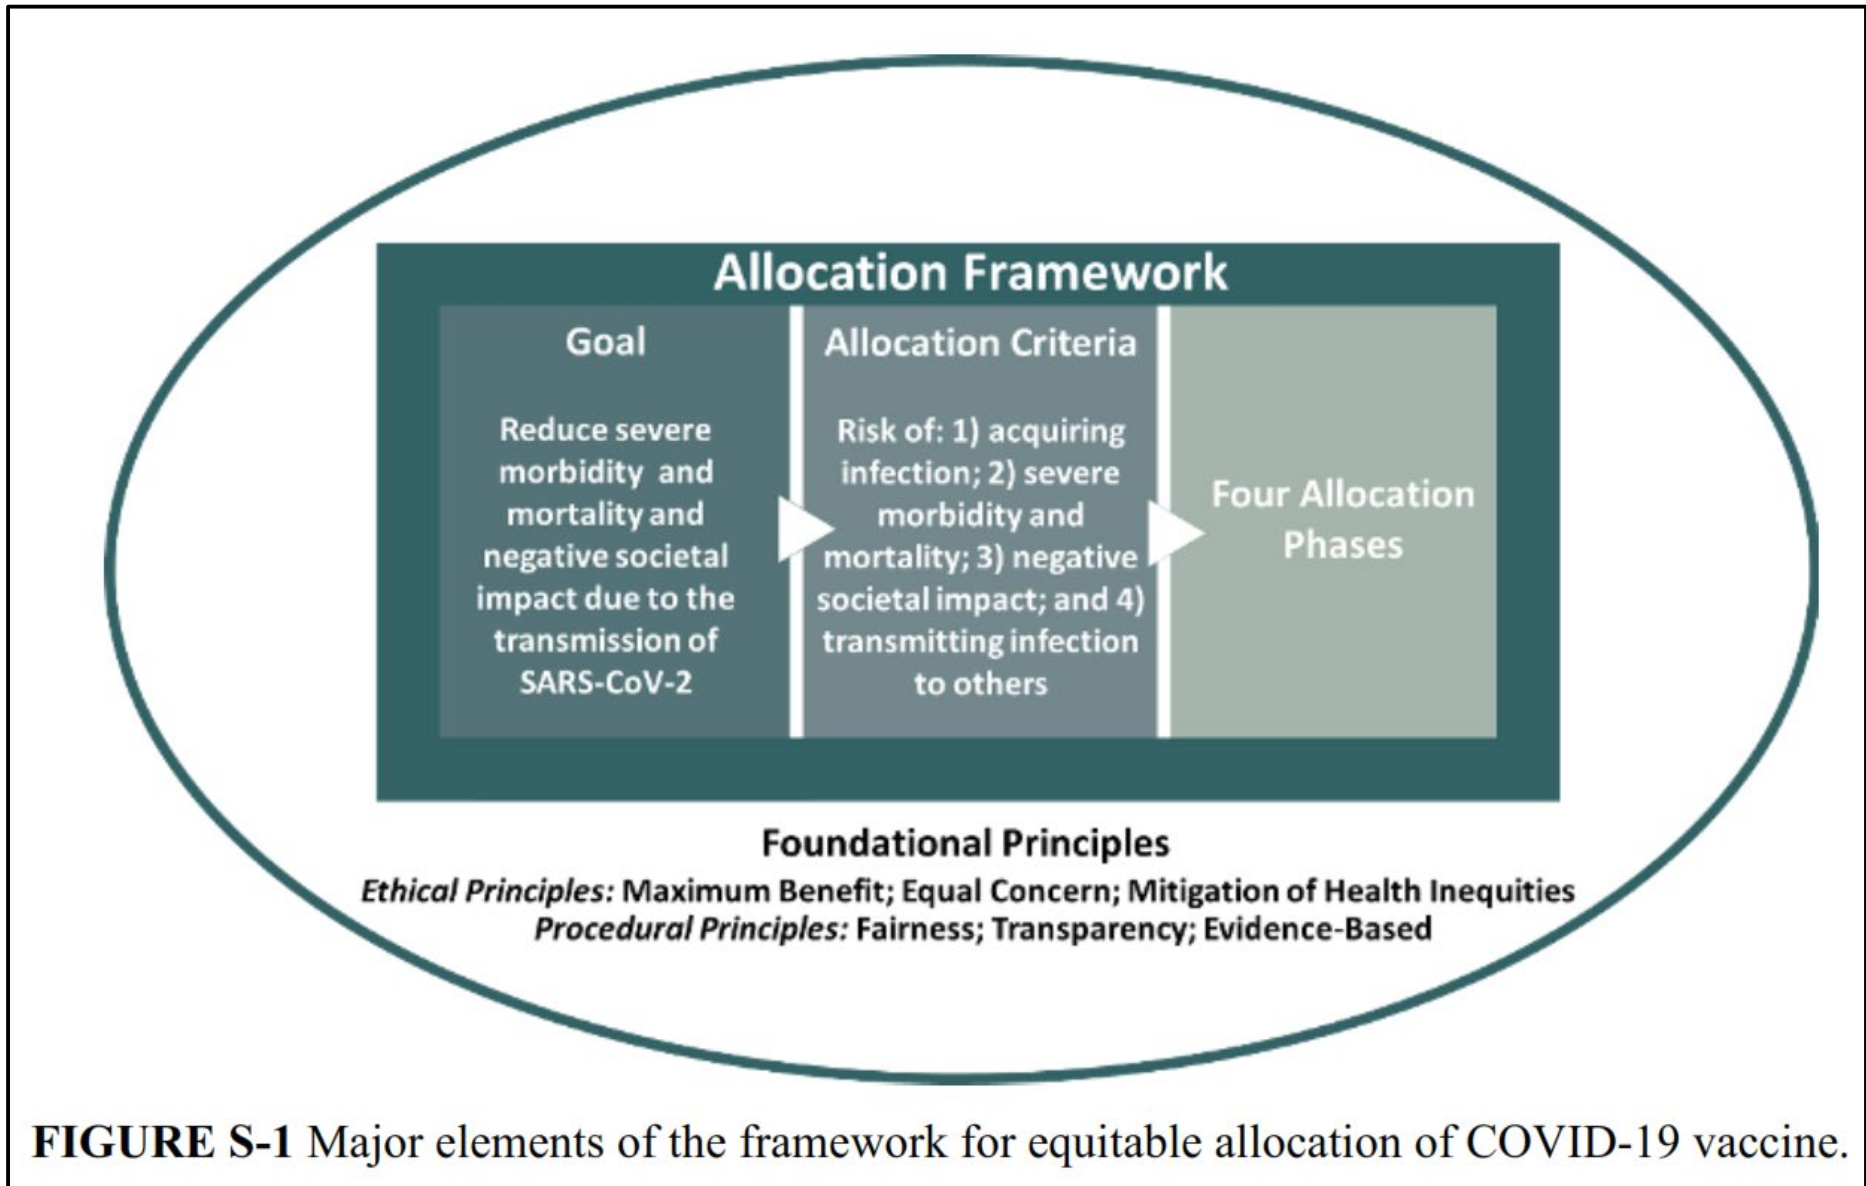 Allocation Framework
Goal
Reduce severe
morbidity and
mortality and
negative societal
impact due to the
transmission of
SARS-CoV-2
Allocation Criteria
Risk of: 1) acquiring
infection; 2) severe
morbidity and
mortality; 3) negative
societal impact; and 4)
transmitting infection
to others
Four Allocation
Phases
Foundational Principles
Ethical Principles: Maximum Benefit; Equal Concern; Mitigation of Health Inequities
Procedural Principles: Fairness; Transparency; Evidence-Based
FIGURE S-1 Major elements of the framework for equitable allocation of COVID-19 vaccine.